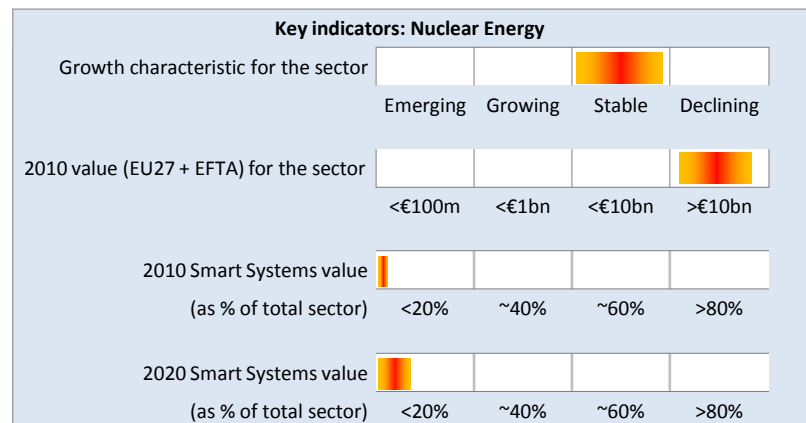 Key indicators: Nuclear Energy
Growth characteristic for the sector
Emerging Growing Stable Declining
2010 value (EU27 + EFTA) for the sector
<€100m <€1bn <€10bn >€10bn
2010 Smart Systems value
(as % of total sector) <20% ~40% ~60% >80%
2020 Smart Systems value
(as % of total sector) <20% ~40% ~60% >80%